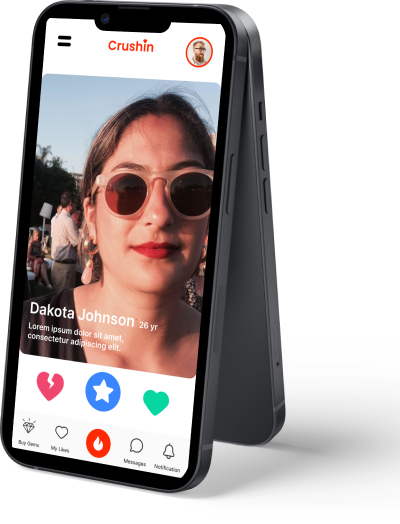 Crushin
Dakota Johnson 26 yr
Lorem ipsum dolor sit amet,
consectetur adipiscing elit.
Buy Gems
My Likes
Messages
Notification